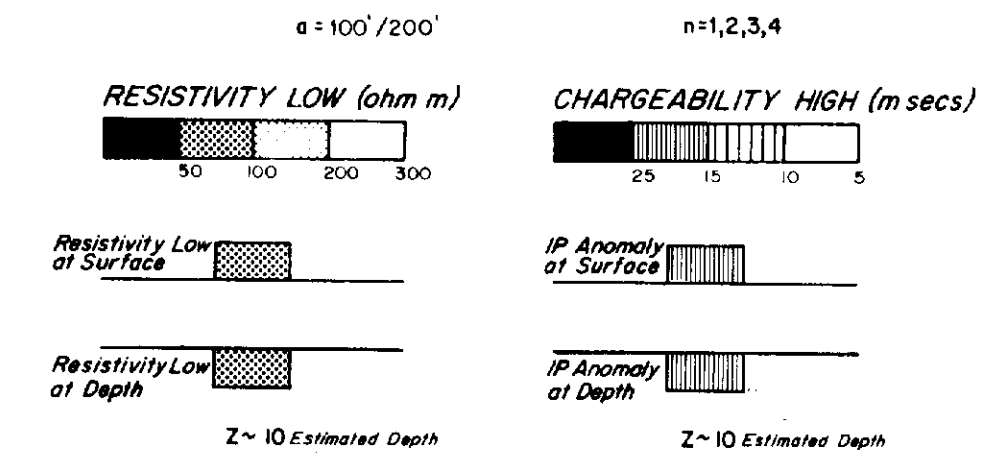 a = 100'/200'
n=1,2,3,4
RESISTIVITY LOW (ohm m)
50 100 200 300
CHARGEABILITY HIGH (m secs)
25 15 10 5
Resistivity Low
at Surface
IP Anomaly
at Surface
Resistivity Low
at Depth
IP Anomaly
at Depth
Z~ 10 Estimated Depth
Z~ 10 Estimated Depth